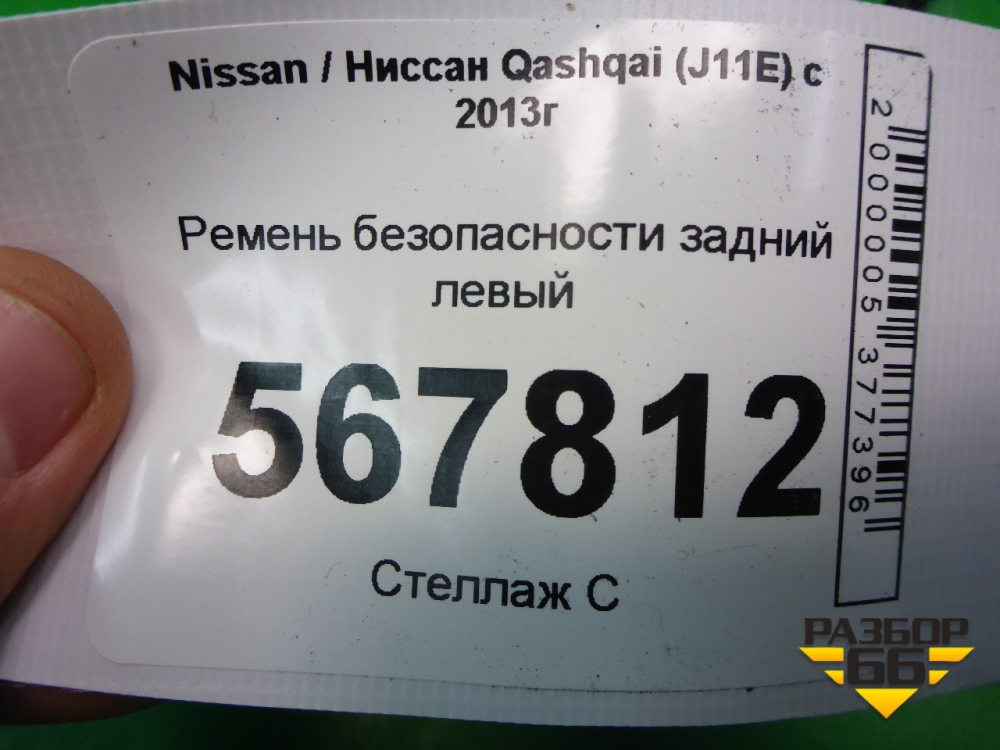 Nissan / Ниссан Qashqai (J11E) с
2013г
Ремень безопасности задний
левый
567812
Стеллаж С
2000005377396
РАЗБОР
66